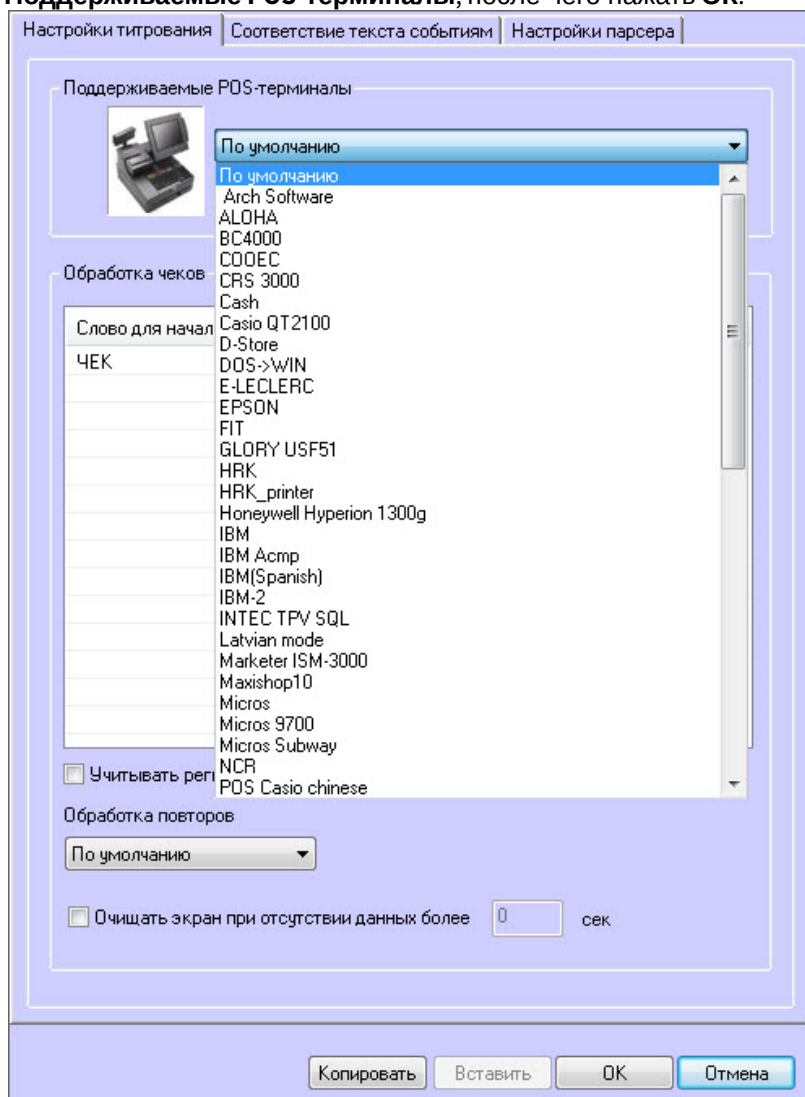 Поддерживаемые POS-терминалы, после чего нажать ОК.
Настройки титрования Соответствие текста событиям Настройки парсера
Поддерживаемые POS-терминалы
По умолчанию
По умолчанию
Arch Software
ALOHA
BC4000
COOEC
CRS 3000
Cash
Casio QT2100
D-Store
DOS->WIN
E-LECLERC
EPSON
FIT
GLORY USF51
HRK
HRK_printer
Honeywell Hyperion 1300g
IBM
IBM Acmp
IBM(Spanish)
IBM-2
INTEC TPV SQL
Latvian mode
Marketer ISM-3000
Maxishop10
Micros
Micros 9700
Micros Subway
NCR
POS Casio chinese
Обработка чеков
Слово для начал
ЧЕК
Учитывать реги
Обработка повторов
По умолчанию
Очищать экран при отсутствии данных более 0 сек
Копировать Вставить ОК Отмена